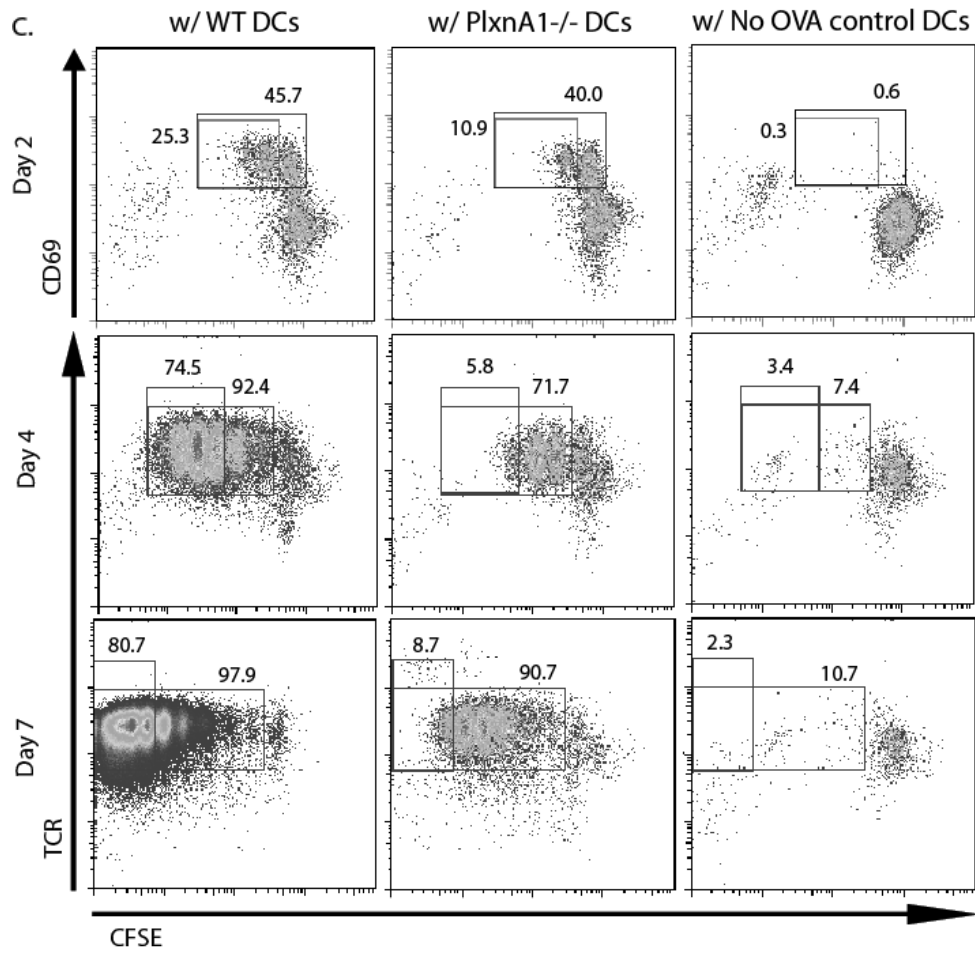 c.
w/ WT DCs
w/ PlxnA1-/- DCs
w/ No OVA control DCs
Day 2
CD69
45.7
25.3
40.0
10.9
0.6
0.3
Day 4
74.5
92.4
5.8
71.7
3.4
7.4
Day 7
TCR
80.7
97.9
8.7
90.7
2.3
10.7
CFSE